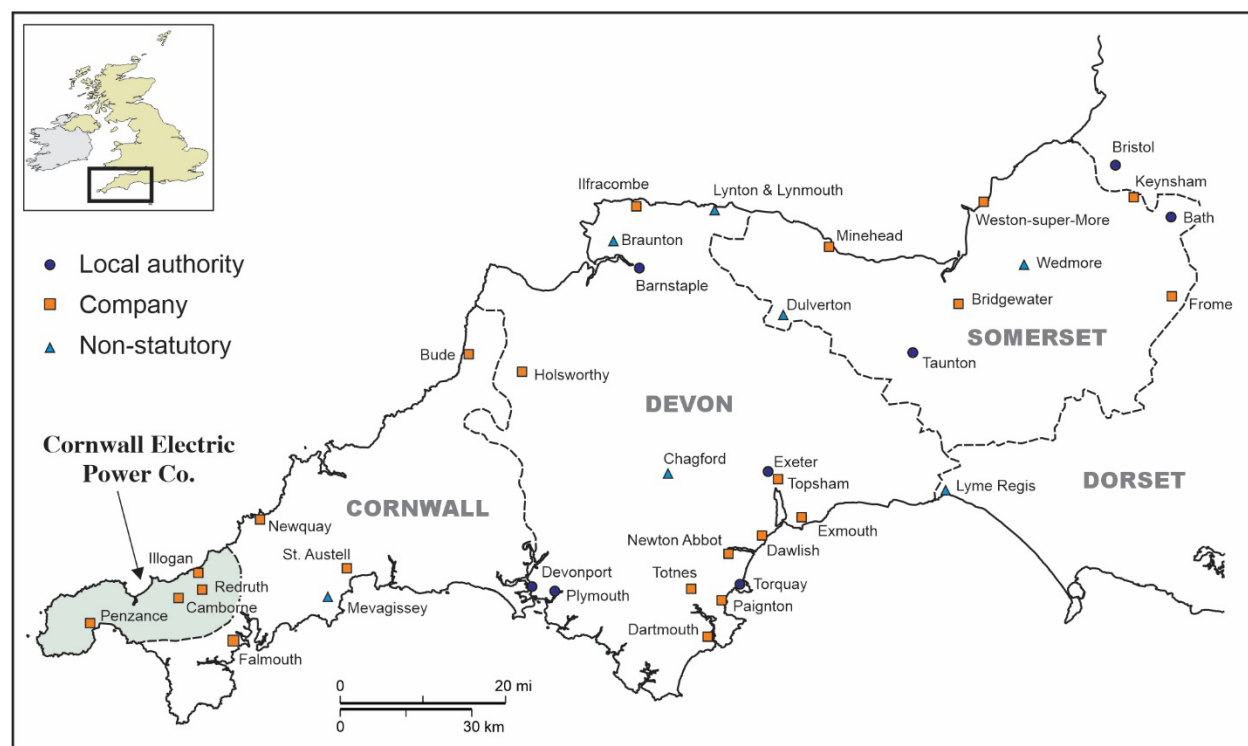 Local authority
Company
Non-statutory
Bristol
Keynsham
Ilfracombe
Lynton & Lynmouth
Weston-super-More
Bath
Minehead
Braunton
Wedmore
Barnstaple
Dulverton
Bridgewater
Frome
SOMERSET
Bude
Taunton
Holsworthy
DEVON
Cornwall Electric
Power Co.
Chagford
Exeter
Topsham
Lyme Regis
DORSET
CORNWALL
Newquay
Exmouth
Newton Abbot
Dawlish
Illogan
St. Austell
Devonport
Totnes
Torquay
Redruth
Plymouth
Camborne
Mevagissey
Paignton
Penzance
Dartmouth
Falmouth
0 20 mi
0 30 km